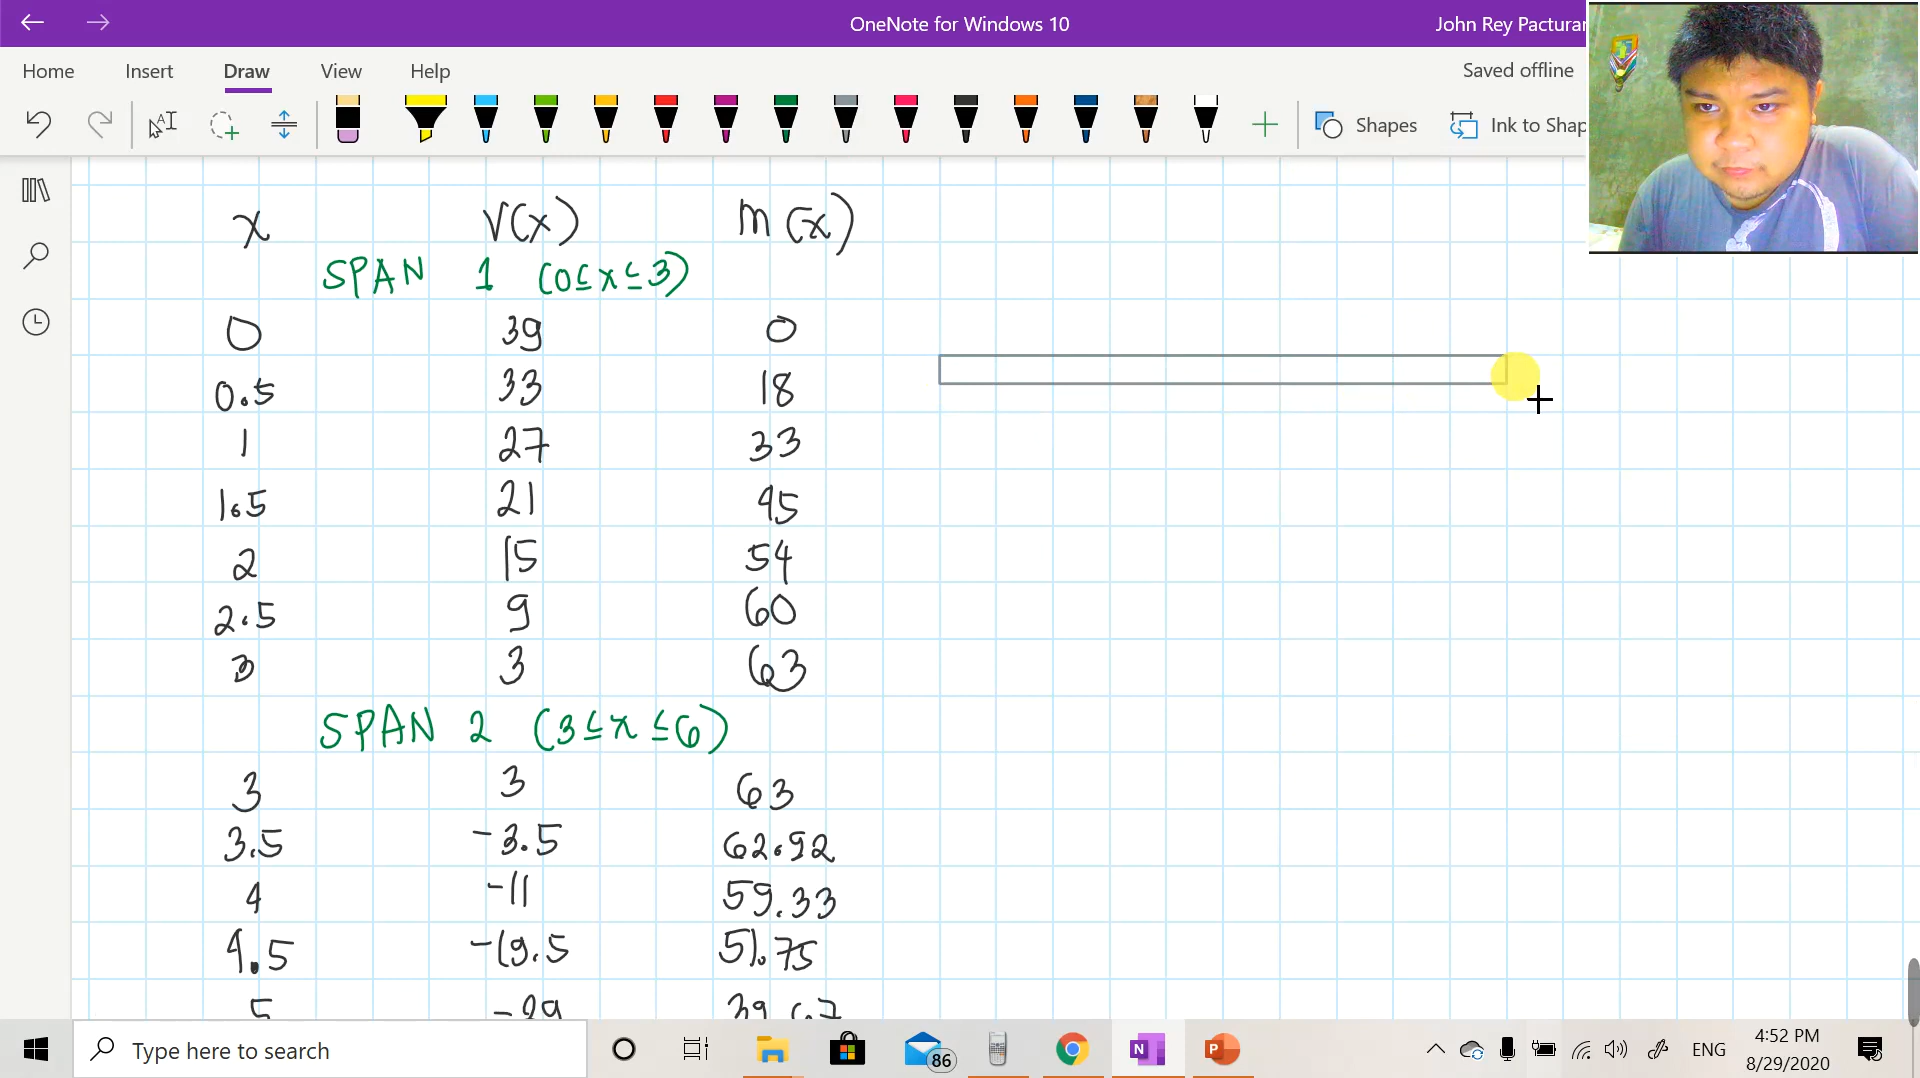 OneNote for Windows 10
John Rey Pactura
Home Insert Draw View Help
Saved offline
Shapes Ink to Shap
x V(x) M(x)
SPAN 1 (0≤x≤3)
0 39 0
0.5 33 18
1 27 33
1.5 21 45
2 15 54
2.5 9 60
3 3 63
SPAN 2 (3≤x≤6)
3 3 63
3.5 -3.5 62.92
4 -11 59.33
4.5 -19.5 51.75
5 -29 39.67
Type here to search
86
ENG
4:52 PM
8/29/2020